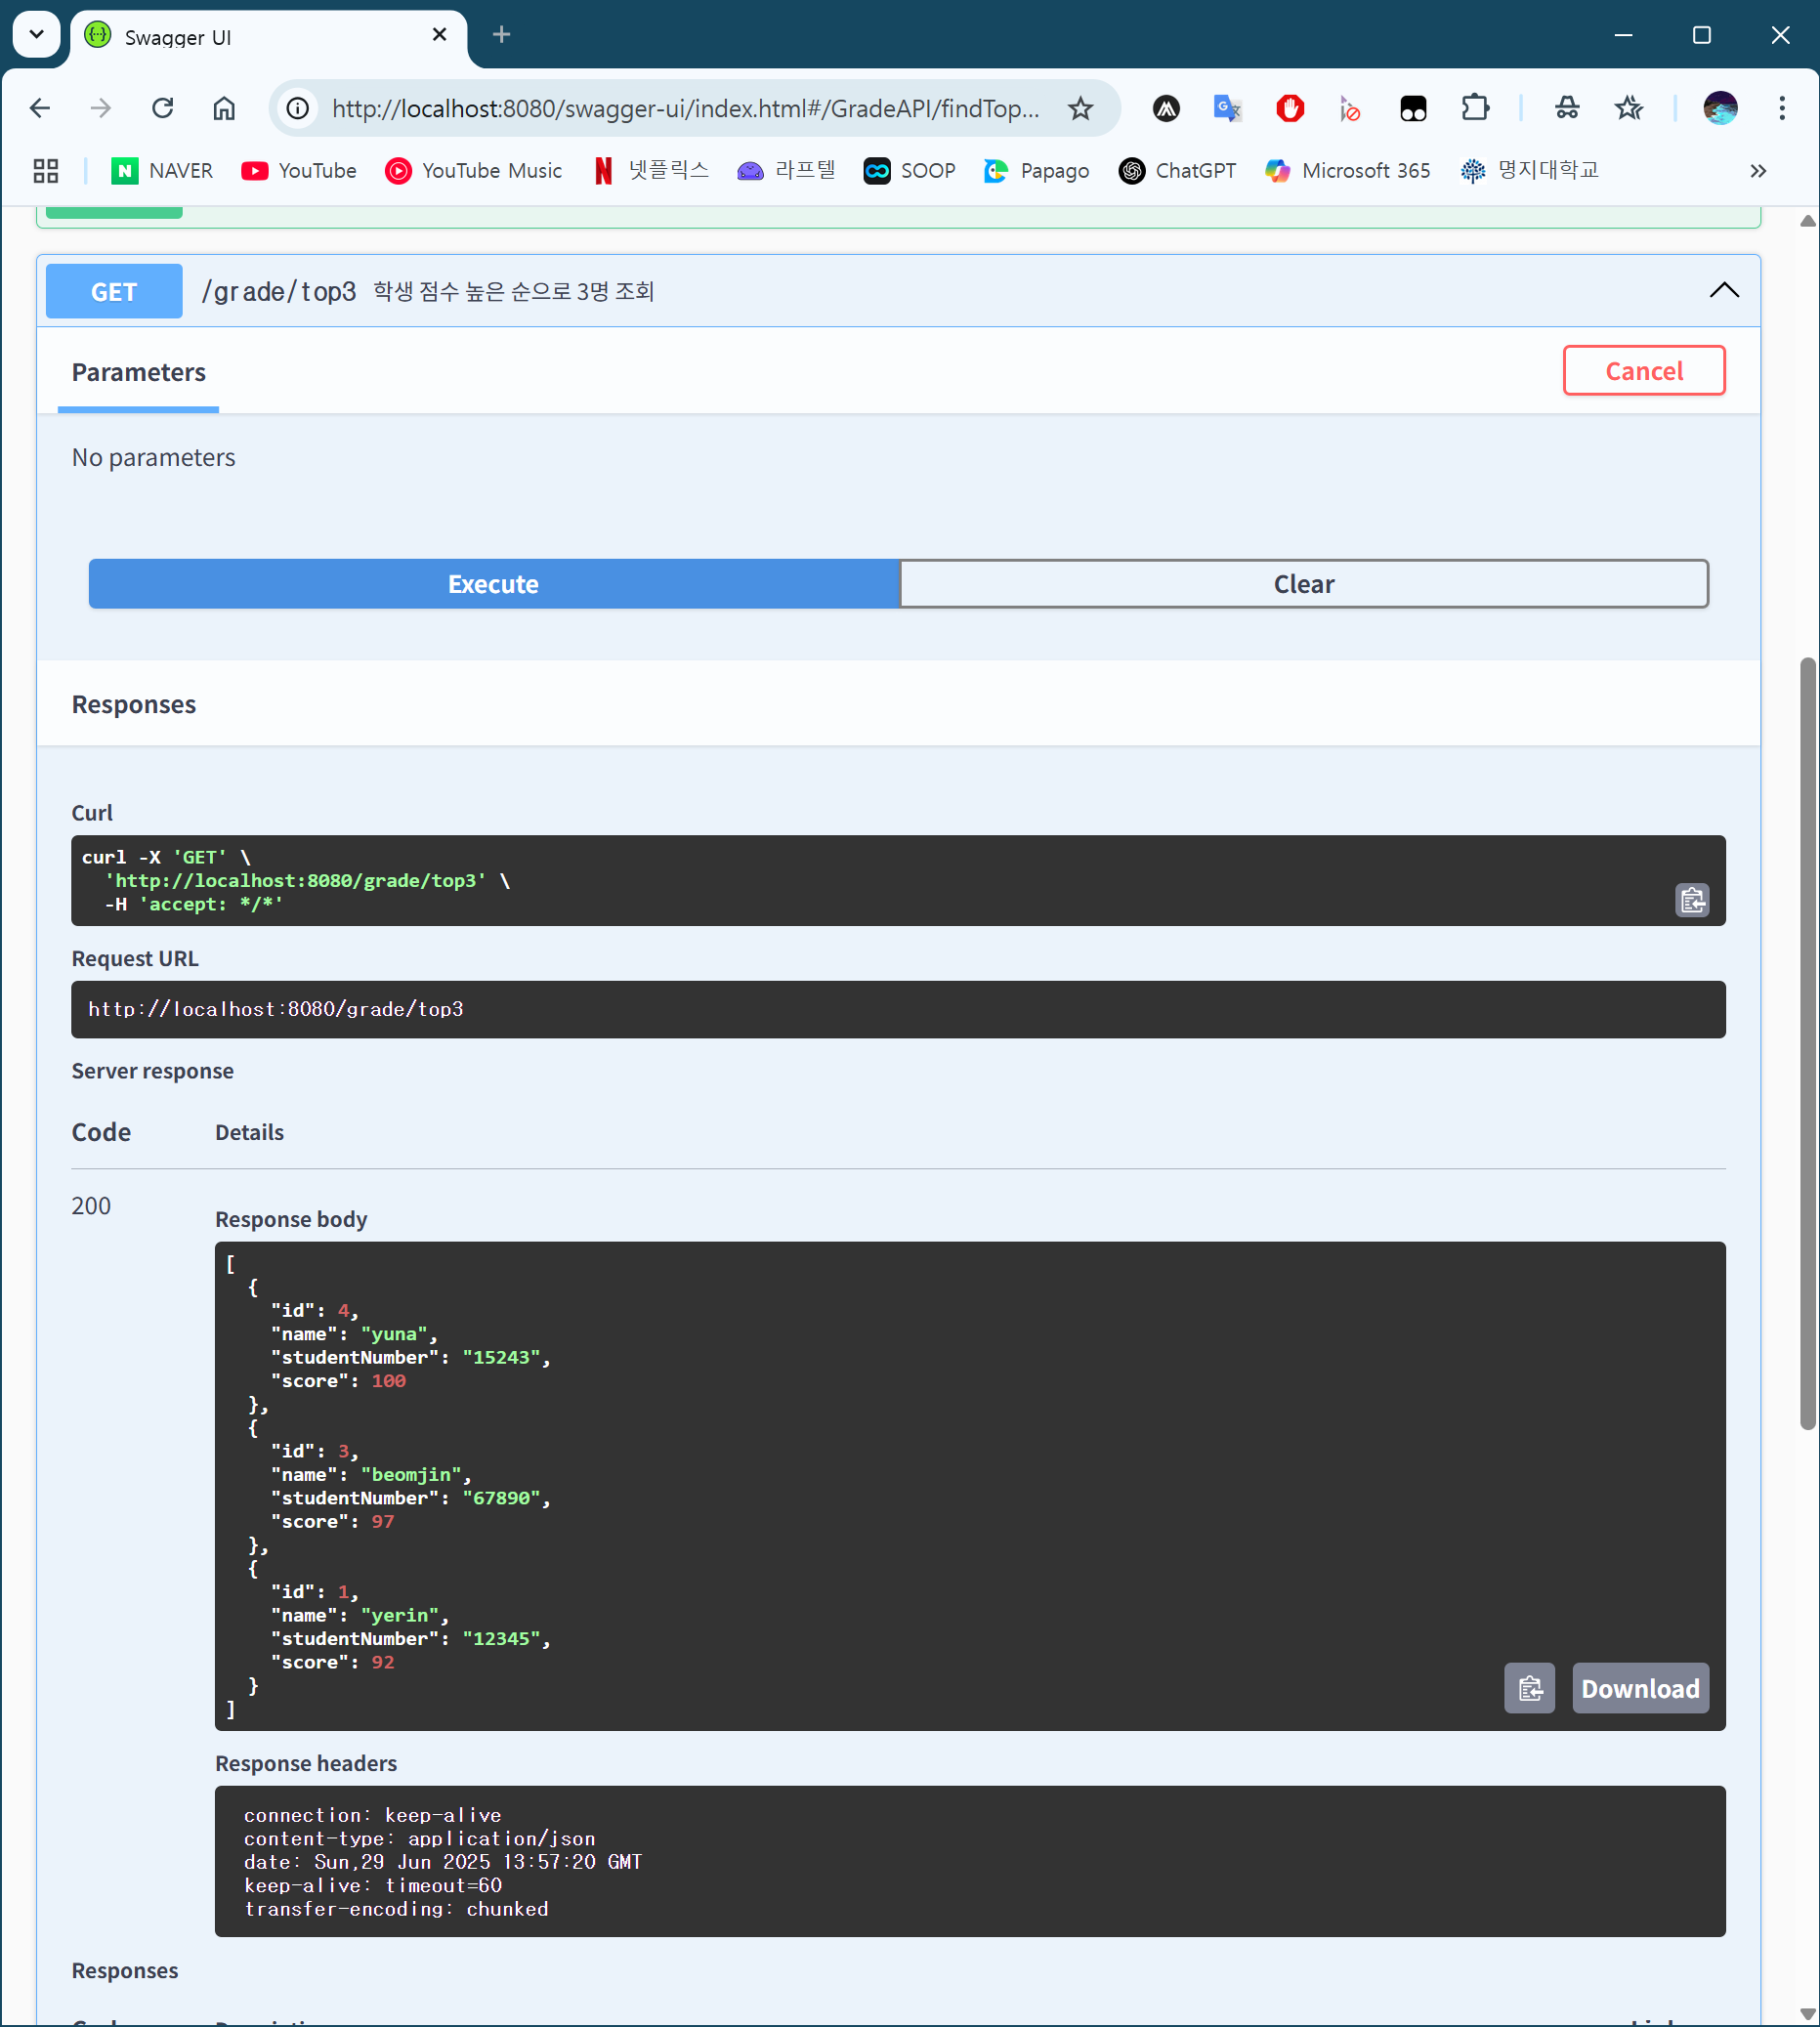 Swagger UI
http://localhost:8080/swagger-ui/index.html#/GradeAPI/findTop...
NAVER YouTube YouTube Music 넷플릭스 라프텔 SOOP Papago ChatGPT Microsoft 365 명지대학교
GET /grade/top3 학생 점수 높은 순으로 3명 조회
Parameters Cancel
No parameters
Execute Clear
Responses
Curl
curl -X 'GET' \
'http://localhost:8080/grade/top3' \
-H 'accept: */*'
Request URL
http://localhost:8080/grade/top3
Server response
Code Details
200
Response body
[
{
"id": 4,
"name": "yuna",
"studentNumber": "15243",
"score": 100
},
{
"id": 3,
"name": "beomjin",
"studentNumber": "67890",
"score": 97
},
{
"id": 1,
"name": "yerin",
"studentNumber": "12345",
"score": 92
}
]
Download
Response headers
connection: keep-alive
content-type: application/json
date: Sun,29 Jun 2025 13:57:20 GMT
keep-alive: timeout=60
transfer-encoding: chunked
Responses